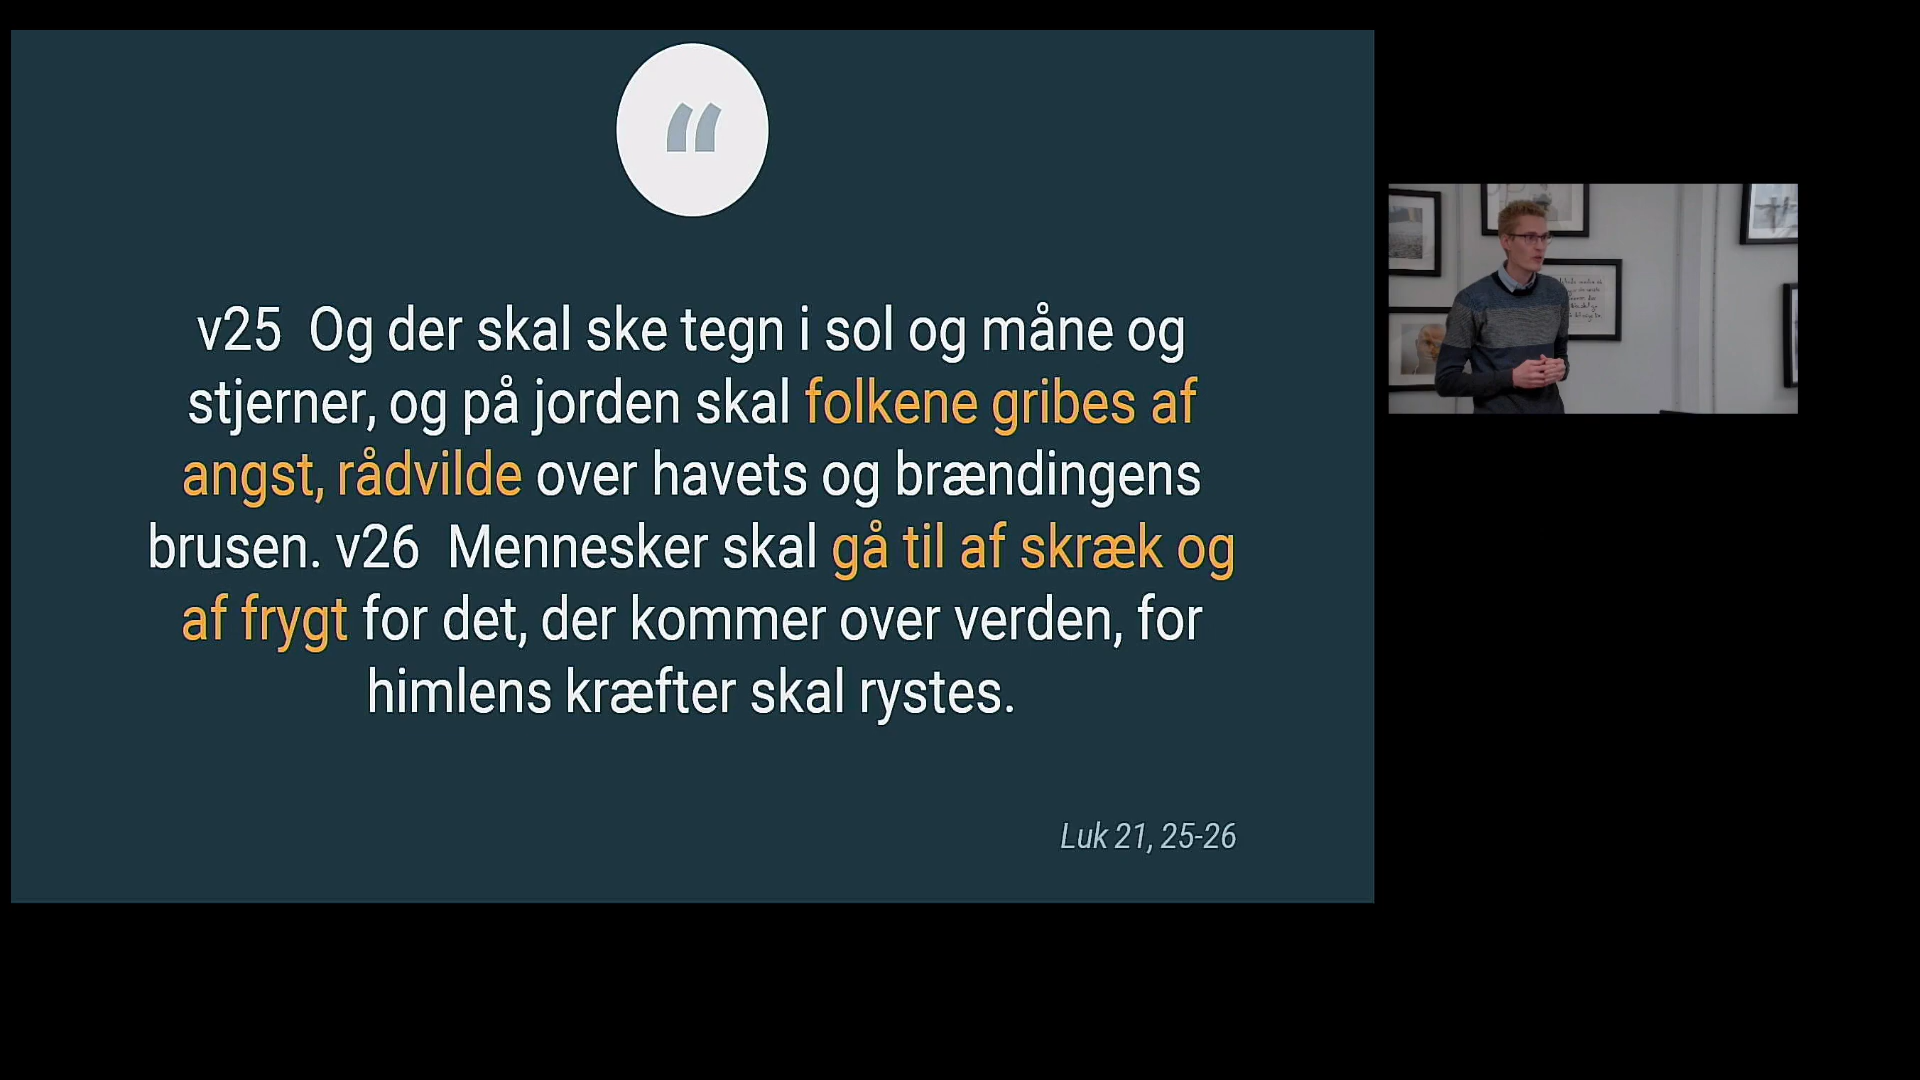 “
v25 Og der skal ske tegn i sol og måne og
stjerner, og på jorden skal folkene gribes af
angst, rådvilde over havets og brændingens
brusen. v26 Mennesker skal gå til af skræk og
af frygt for det, der kommer over verden, for
himlens kræfter skal rystes.
Luk 21, 25-26